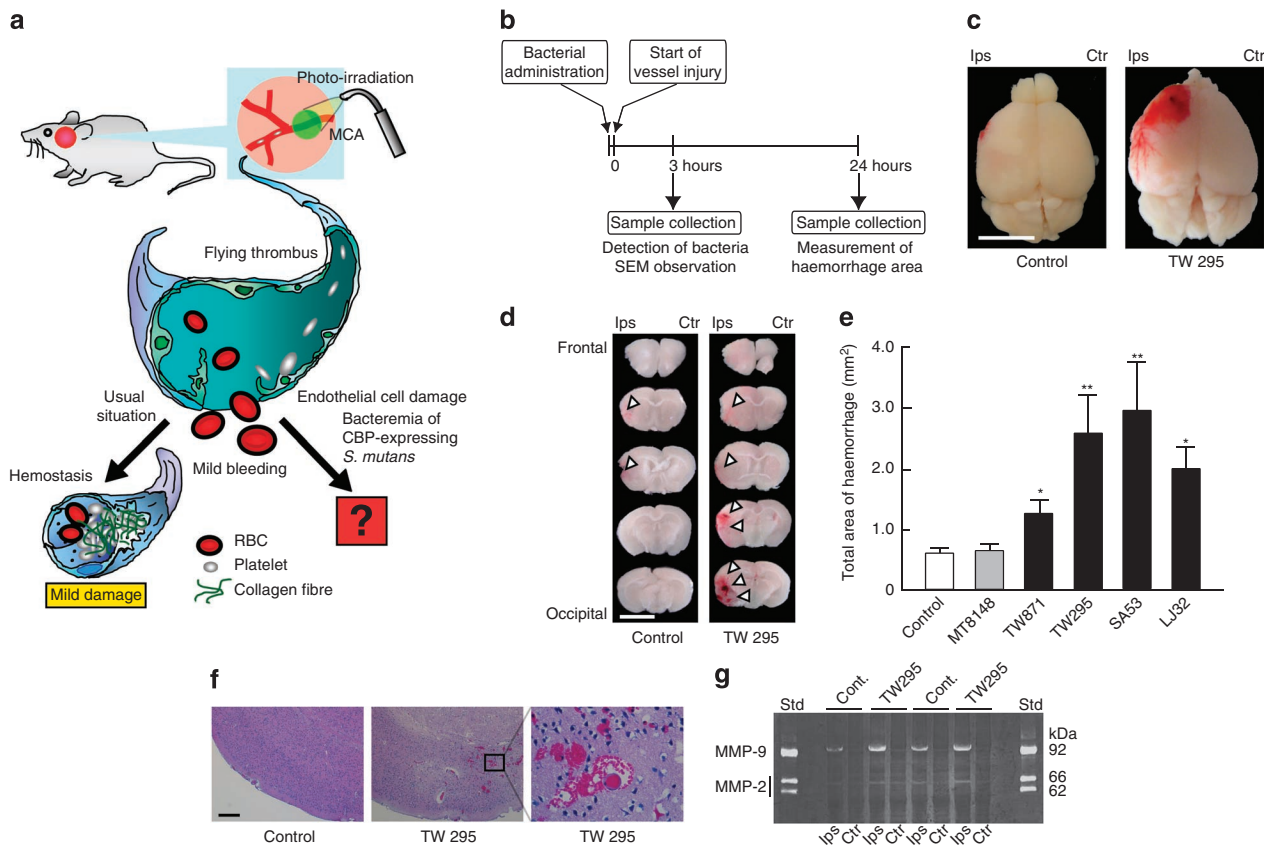 a
Photo-irradiation
MCA
Flying thrombus
Usual
situation
Endothelial cell damage
Bacteremia of
CBP-expressing
S. mutans
Mild bleeding
Hemostasis
?
RBC
Platelet
Collagen fibre
Mild damage
b
Bacterial
administration
Start of
vessel injury
0
3 hours
24 hours
Sample collection
Sample collection
Detection of bacteria
SEM observation
Measurement of
haemorrhage area
c
Ips
Ctr
Ips
Ctr
Control
TW 295
d
Ips
Ctr
Ips
Ctr
Frontal
Occipital
Control
TW 295
e
Total area of haemorrhage (mm²)
4.0
3.0
2.0
1.0
0
*
**
**
*
Control
MT8148
TW871
TW295
SA53
LJ32
f
Control
TW 295
TW 295
g
Std
Cont.
TW295
Cont.
TW295
Std
kDa
MMP-9
92
MMP-2
66
62
Ips
Ctr
Ips
Ctr
Ips
Ctr
Ips
Ctr